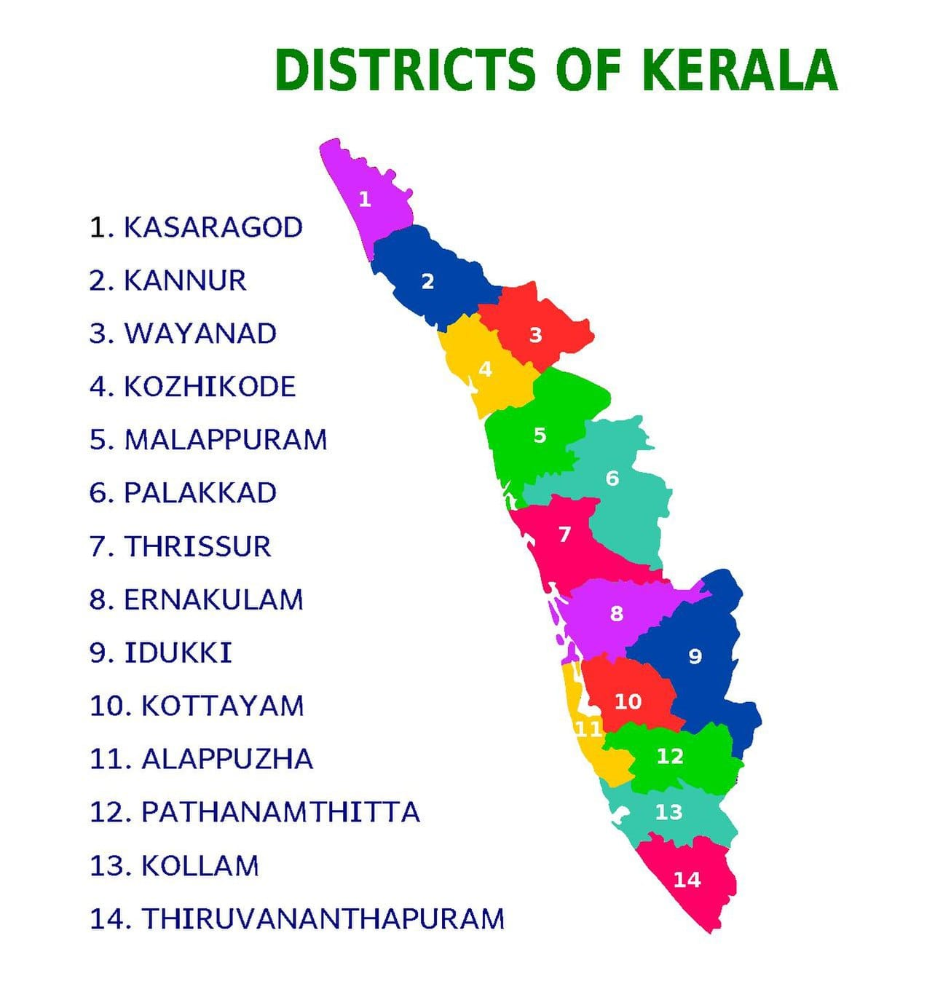 DISTRICTS OF KERALA
1. KASARAGOD
2. KANNUR
3. WAYANAD
4. KOZHIKODE
5. MALAPPURAM
6. PALAKKAD
7. THRISSUR
8. ERNAKULAM
9. IDUKKI
10. KOTTAYAM
11. ALAPPUZHA
12. PATHANAMTHITTA
13. KOLLAM
14. THIRUVANANTHAPURAM
1
2
3
4
5
6
7
8
9
10
11
12
13
14